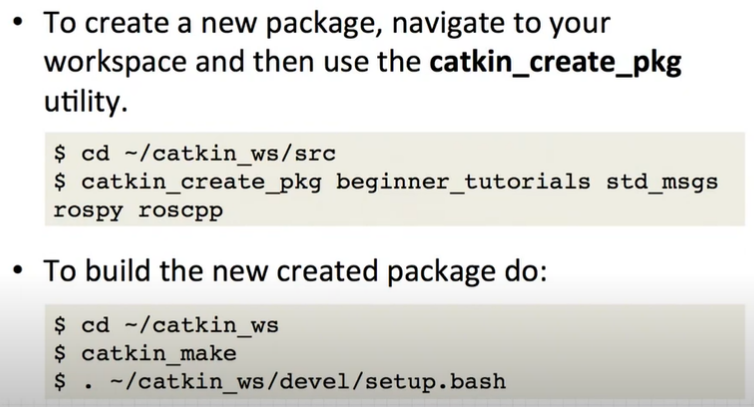 • To create a new package, navigate to your
workspace and then use the catkin_create_pkg
utility.
$ cd ~/catkin_ws/src
$ catkin_create_pkg beginner_tutorials std_msgs
rospy roscpp
• To build the new created package do:
$ cd ~/catkin_ws
$ catkin_make
$ . ~/catkin_ws/devel/setup.bash